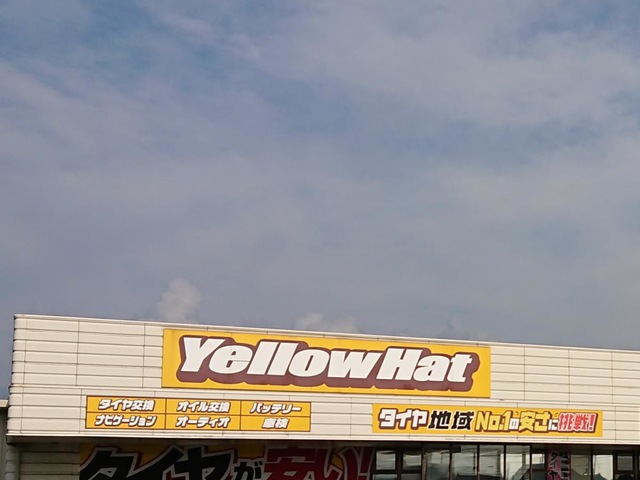 YellowHat
タイヤ交換 オイル交換 バッテリー
ナビゲーション オーディオ 車検
タイヤ地域No.1の安さに挑戦!
タイヤが安い!